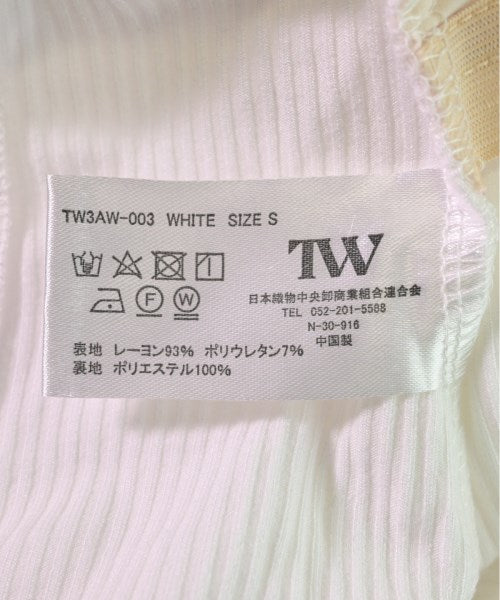 TW3AW-003 WHITE SIZE S
TW
日本織物中央卸商業組合連合会
TEL 052-201-5588
N-30-916
中国製
F W
表地 レーヨン93% ポリウレタン7%
裏地 ポリエステル100%